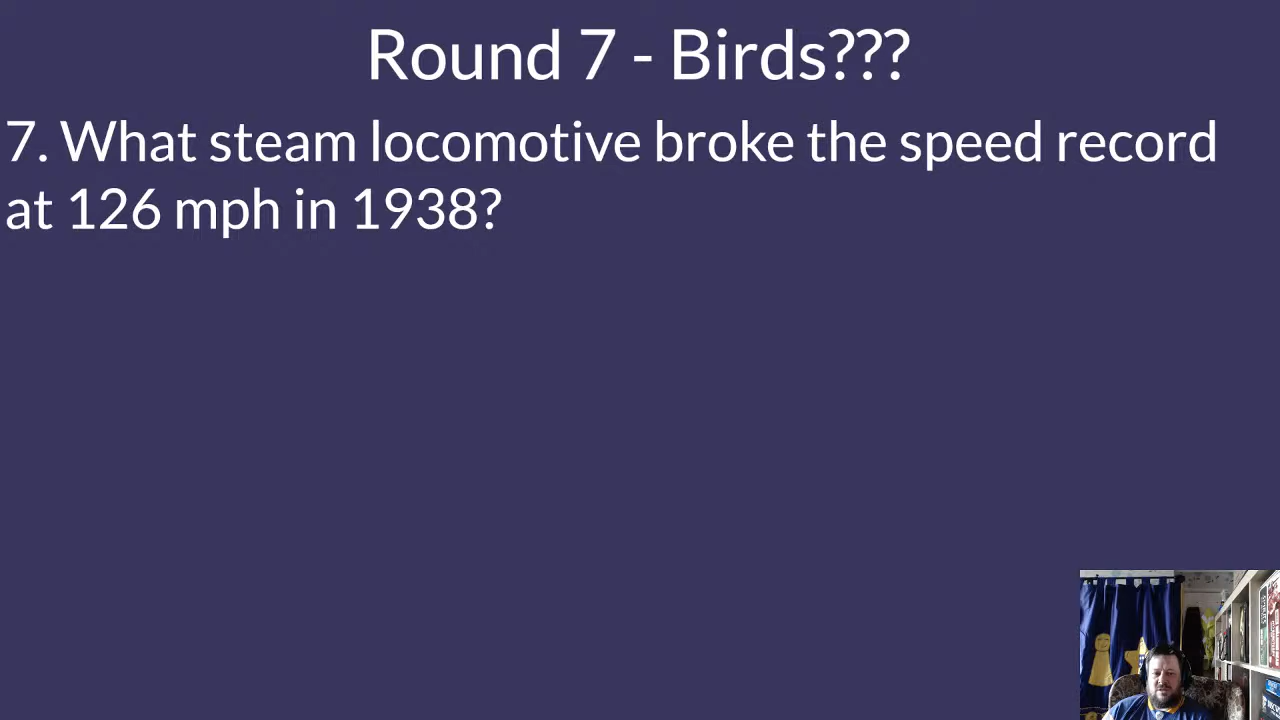 Round 7 - Birds???
7. What steam locomotive broke the speed record
at 126 mph in 1938?